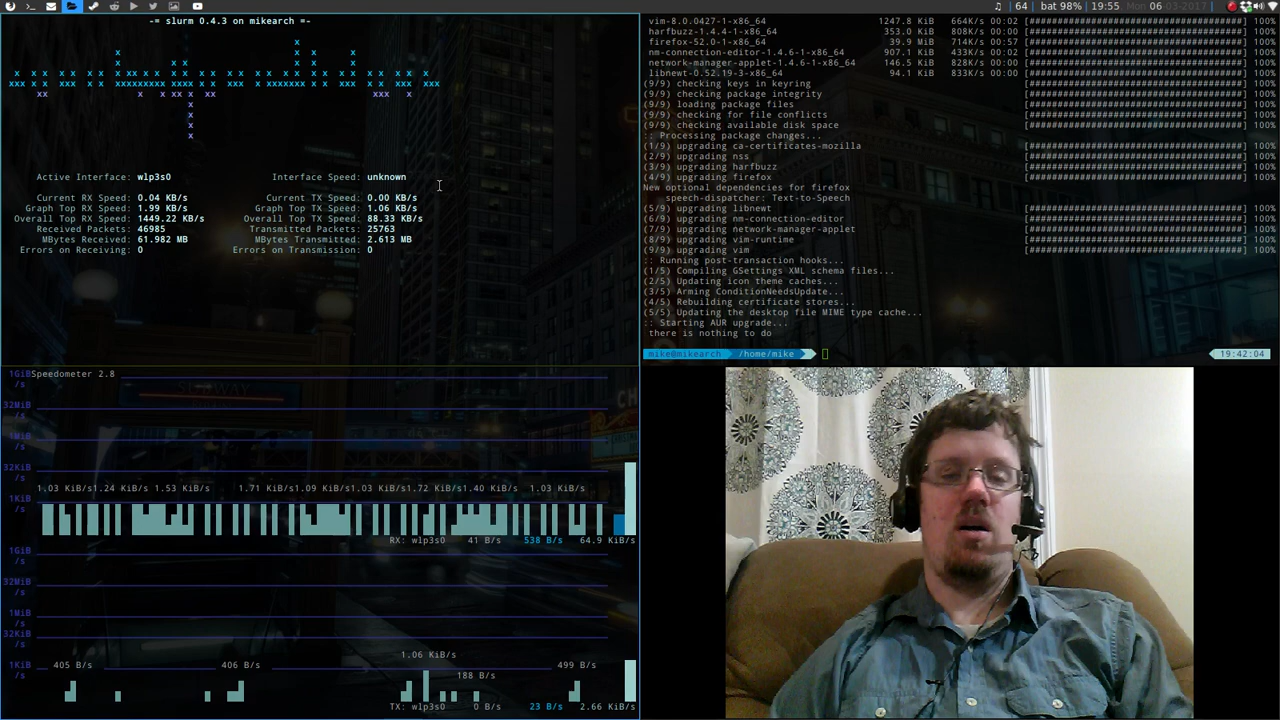 64 | bat 98% | 19:55 Mon 06-03-2017 |
-= slurm 0.4.3 on mikearch =-
Active Interface: wlp3s0 Interface Speed: unknown
Current RX Speed: 0.04 KB/s Current TX Speed: 0.00 KB/s
Graph Top RX Speed: 1.99 KB/s Graph Top TX Speed: 1.06 KB/s
Overall Top RX Speed: 1449.22 KB/s Overall Top TX Speed: 88.33 KB/s
Received Packets: 46985 Transmitted Packets: 25763
MBytes Received: 61.982 MB MBytes Transmitted: 2.613 MB
Errors on Receiving: 0 Errors on Transmission: 0
vim-8.0.0427-1-x86_64 1247.8 KiB 664K/s 00:02 [######################################] 100%
harfbuzz-1.4.4-1-x86_64 353.0 KiB 808K/s 00:00 [######################################] 100%
firefox-52.0-1-x86_64 39.9 MiB 714K/s 00:57 [######################################] 100%
nm-connection-editor-1.4.6-1-x86_64 907.1 KiB 433K/s 00:02 [######################################] 100%
network-manager-applet-1.4.6-1-x86_64 146.5 KiB 828K/s 00:00 [######################################] 100%
libnewt-0.52.19-3-x86_64 94.1 KiB 833K/s 00:00 [######################################] 100%
(9/9) checking keys in keyring [######################################] 100%
(9/9) checking package integrity [######################################] 100%
(9/9) loading package files [######################################] 100%
(9/9) checking for file conflicts [######################################] 100%
(9/9) checking available disk space [######################################] 100%
:: Processing package changes...
(1/9) upgrading ca-certificates-mozilla [######################################] 100%
(2/9) upgrading nss [######################################] 100%
(3/9) upgrading harfbuzz [######################################] 100%
(4/9) upgrading firefox [######################################] 100%
New optional dependencies for firefox
speech-dispatcher: Text-to-Speech
(5/9) upgrading libnewt [######################################] 100%
(6/9) upgrading nm-connection-editor [######################################] 100%
(7/9) upgrading network-manager-applet [######################################] 100%
(8/9) upgrading vim-runtime [######################################] 100%
(9/9) upgrading vim [######################################] 100%
:: Running post-transaction hooks...
(1/5) Compiling GSettings XML schema files...
(2/5) Updating icon theme caches...
(3/5) Arming ConditionNeedsUpdate...
(4/5) Rebuilding certificate stores...
(5/5) Updating the desktop file MIME type cache...
:: Starting AUR upgrade...
there is nothing to do
mike@mikearch /home/mike 19:42:04
1GiB Speedometer 2.8
/s
SUBWAY
32MiB
/s
1MiB
/s
32KiB
/s
1.03 KiB/s 1.24 KiB/s 1.53 KiB/s 1.71 KiB/s 1.09 KiB/s 1.03 KiB/s 1.72 KiB/s 1.40 KiB/s 1.03 KiB/s
1KiB
/s
RX: wlp3s0 41 B/s 538 B/s 64.9 KiB/s
1GiB
/s
32MiB
/s
1MiB
/s
32KiB
/s
1.06 KiB/s
1KiB 405 B/s 406 B/s 499 B/s
/s
188 B/s
TX: wlp3s0 0 B/s 23 B/s 2.66 KiB/s